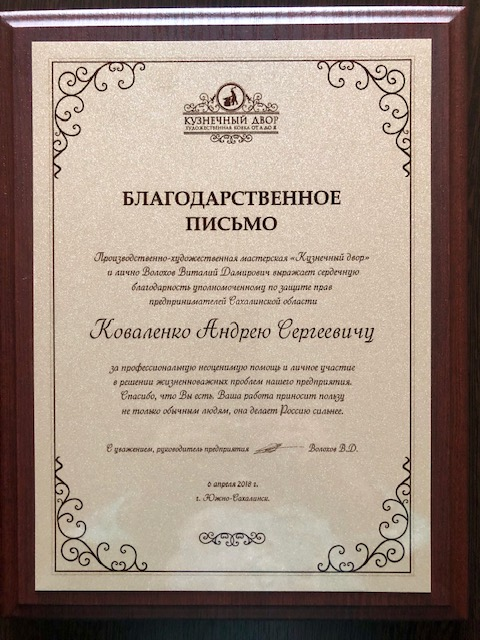 КУЗНЕЧНЫЙ ДВОР
ХУДОЖЕСТВЕННАЯ КОВКА ОТ А ДО Я
БЛАГОДАРСТВЕННОЕ
ПИСЬМО
Производственно-художественная мастерская «Кузнечный двор»
и лично Волохов Виталий Дамирович выражает сердечную
благодарность уполномоченному по защите прав
предпринимателей Сахалинской области
Коваленко Андрею Сергеевичу
за профессиональную неоценимую помощь и личное участие
в решении жизненноважных проблем нашего предприятия.
Спасибо, что Вы есть. Ваша работа приносит пользу
не только обычным людям, она делает Россию сильнее.
С уважением, руководитель предприятия Волохов В.Д.
6 апреля 2018 г.
г. Южно-Сахалинск.